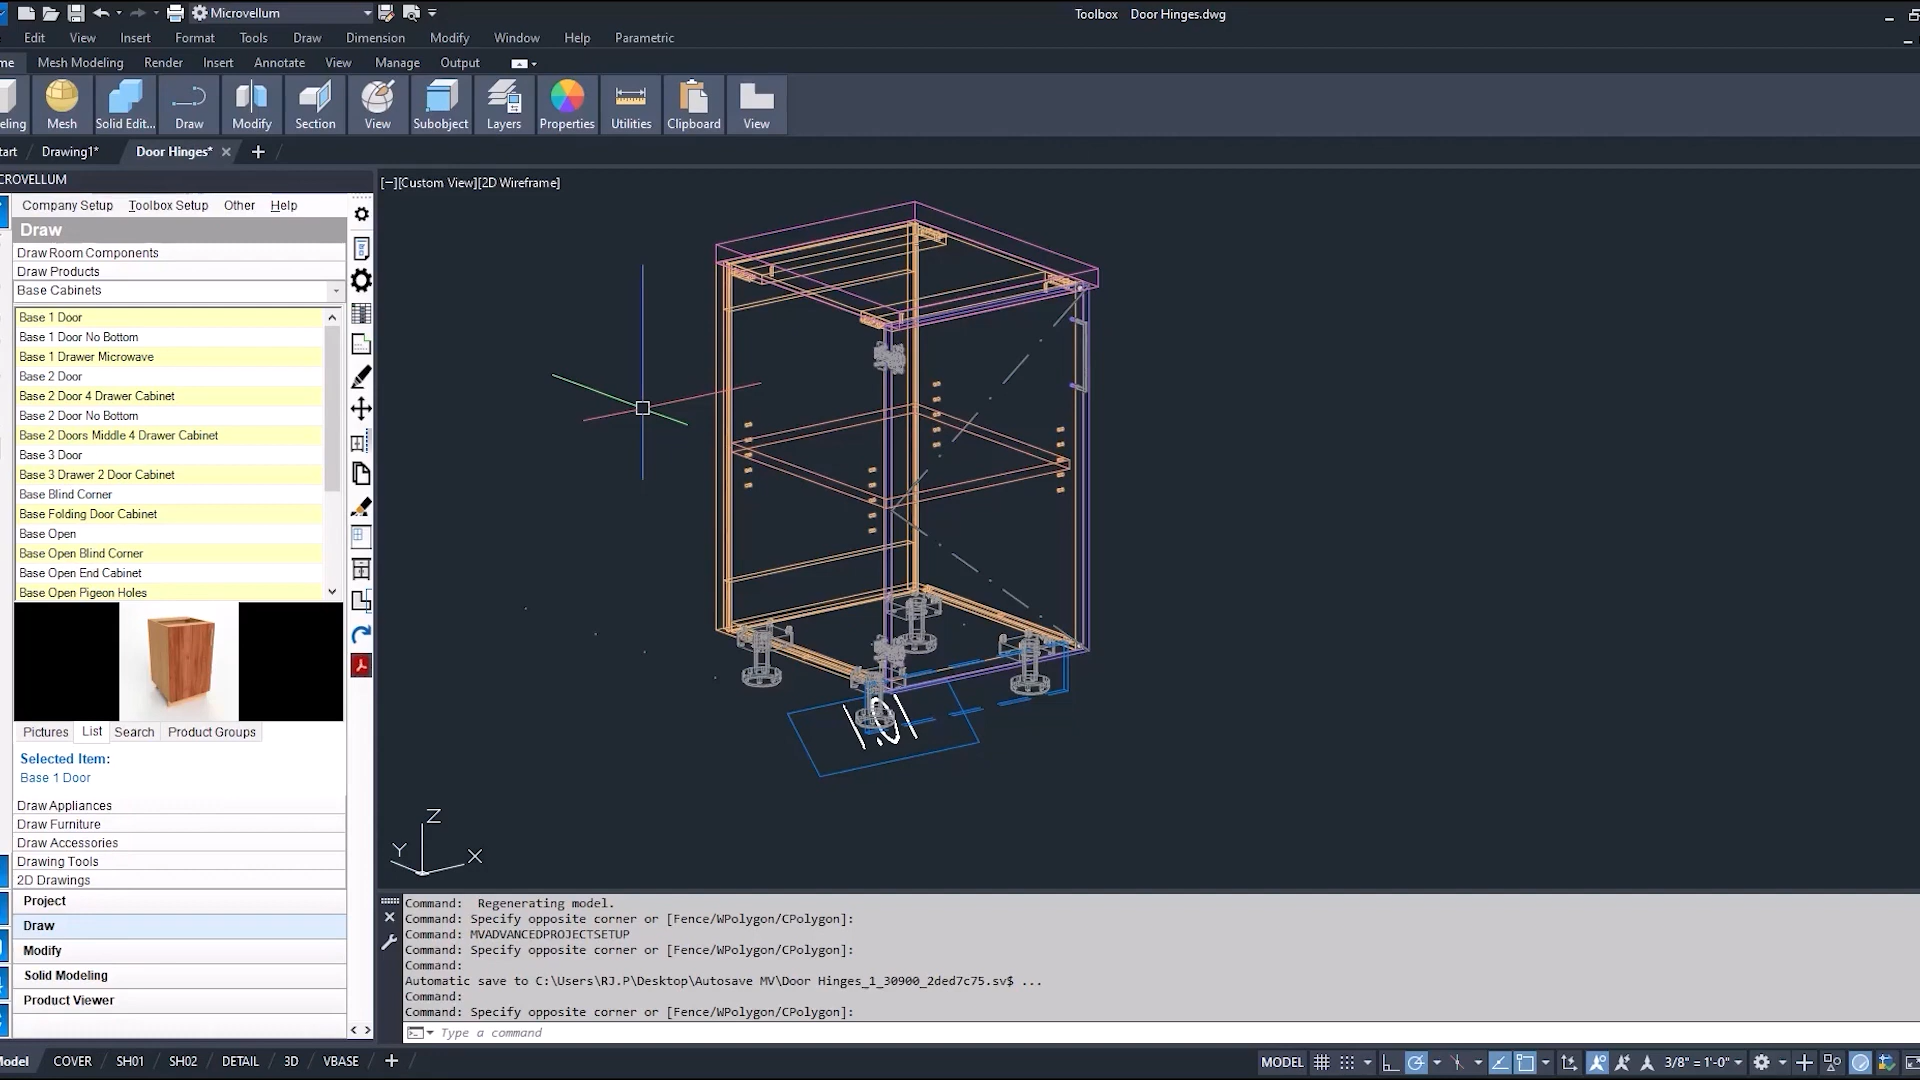 Microvellum
Toolbox Door Hinges.dwg
Edit View Insert Format Tools Draw Dimension Modify Window Help Parametric
me Mesh Modeling Render Insert Annotate View Manage Output
eling Mesh Solid Edit... Draw Modify Section View Subobject Layers Properties Utilities Clipboard View
tart Drawing1* Door Hinges*
CROVELLUM
[−][Custom View][2D Wireframe]
Company Setup Toolbox Setup Other Help
Draw
Draw Room Components
Draw Products
Base Cabinets
Base 1 Door
Base 1 Door No Bottom
Base 1 Drawer Microwave
Base 2 Door
Base 2 Door 4 Drawer Cabinet
Base 2 Door No Bottom
Base 2 Doors Middle 4 Drawer Cabinet
Base 3 Door
Base 3 Drawer 2 Door Cabinet
Base Blind Corner
Base Folding Door Cabinet
Base Open
Base Open Blind Corner
Base Open End Cabinet
Base Open Pigeon Holes
Pictures List Search Product Groups
Selected Item:
Base 1 Door
Draw Appliances
Draw Furniture
Draw Accessories
Drawing Tools
2D Drawings
Project
Draw
Modify
Solid Modeling
Product Viewer
1.01
Z
Y
X
Command: Regenerating model.
Command: Specify opposite corner or [Fence/WPolygon/CPolygon]:
Command: MVADVANCEDPROJECTSETUP
Command: Specify opposite corner or [Fence/WPolygon/CPolygon]:
Command:
Automatic save to C:\Users\RJ.P\Desktop\Autosave MV\Door Hinges_1_30900_2ded7c75.sv$ ...
Command:
Command: Specify opposite corner or [Fence/WPolygon/CPolygon]:
Type a command
Model COVER SH01 SH02 DETAIL 3D VBASE
MODEL 3/8" = 1'-0"